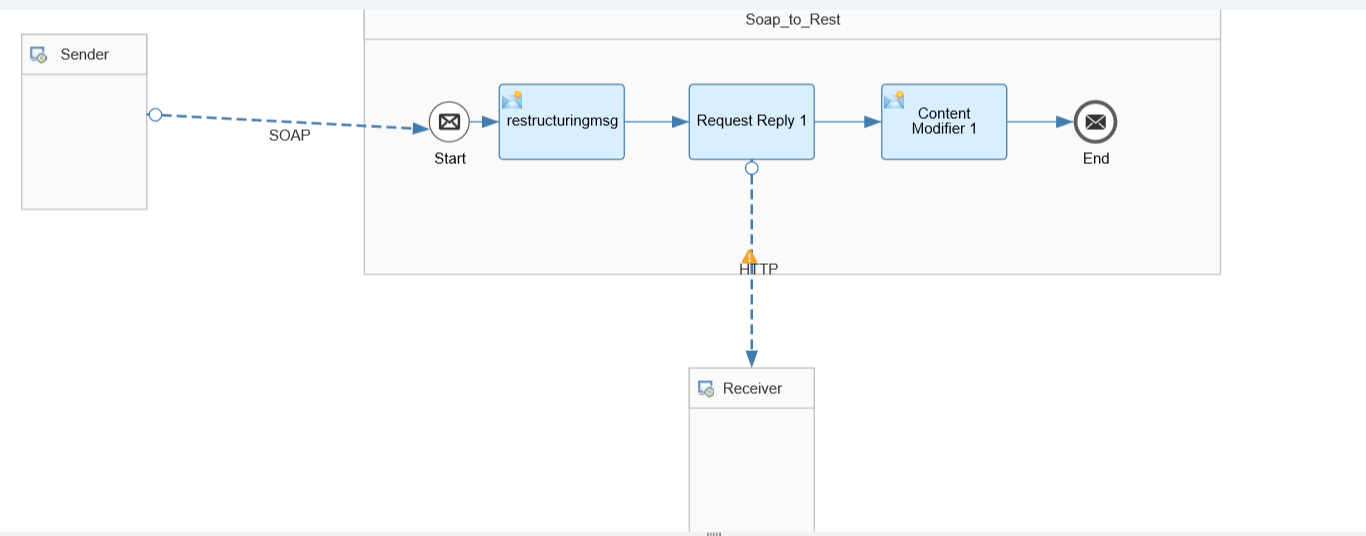 Soap_to_Rest
Sender
SOAP
Start
restructuringmsg
Request Reply 1
Content
Modifier 1
End
HTTP
Receiver